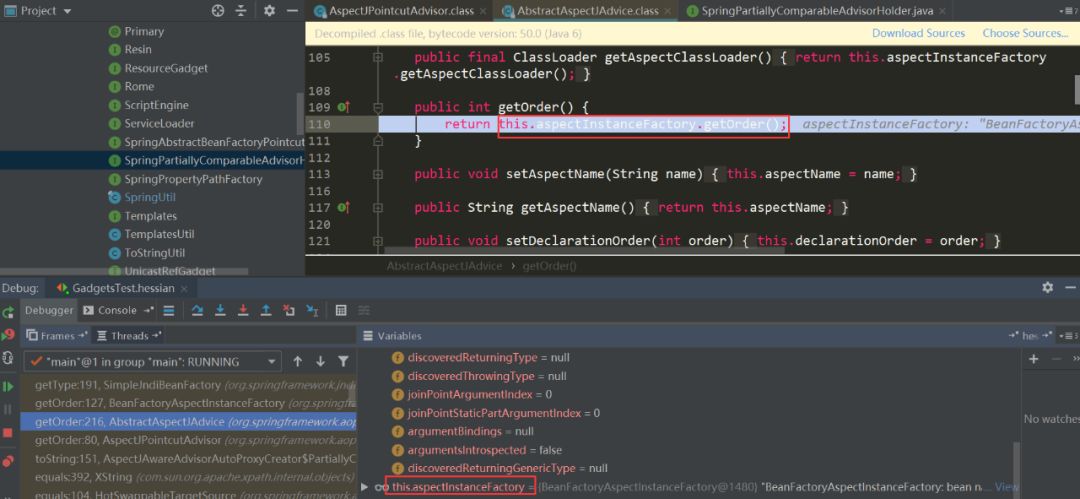 Project
AspectJPointcutAdvisor.class
AbstractAspectJAdvice.class
SpringPartiallyComparableAdvisorHolder.java
Primary
Resin
ResourceGadget
Rome
ScriptEngine
ServiceLoader
SpringAbstractBeanFactoryPointcut
SpringPartiallyComparableAdvisorH
SpringPropertyPathFactory
SpringUtil
Templates
TemplatesUtil
ToStringUtil
UnicastRefGadget
Decompiled .class file, bytecode version: 50.0 (Java 6)
Download Sources
Choose Sources...
105 public final ClassLoader getAspectClassLoader() { return this.aspectInstanceFactory
.getAspectClassLoader(); }
108
109 public int getOrder() {
110 return this.aspectInstanceFactory.getOrder(); aspectInstanceFactory: "BeanFactoryAs
111 }
112
113 public void setAspectName(String name) { this.aspectName = name; }
116
117 public String getAspectName() { return this.aspectName; }
120
121 public void setDeclarationOrder(int order) { this.declarationOrder = order; }
AbstractAspectJAdvice › getOrder()
Debug: GadgetsTest.hessian
Debugger Console
Frames Threads
"main"@1 in group "main": RUNNING
getType:191, SimpleJndiBeanFactory (org.springframework.jndi
getOrder:127, BeanFactoryAspectInstanceFactory (org.springf
getOrder:216, AbstractAspectJAdvice (org.springframework.aop
getOrder:80, AspectJPointcutAdvisor (org.springframework.aop
toString:151, AspectJAwareAdvisorAutoProxyCreator$PartiallyC
equals:392, XString (com.sun.org.apache.xpath.internal.objects)
equals:104, HotSwappableTargetSource (org.springframework
Variables
hes
discoveredReturningType = null
discoveredThrowingType = null
joinPointArgumentIndex = 0
joinPointStaticPartArgumentIndex = 0
argumentBindings = null
argumentsIntrospected = false
discoveredReturningGenericType = null
this.aspectInstanceFactory = {BeanFactoryAspectInstanceFactory@1480} "BeanFactoryAspectInstanceFactory: bean n.... View
No watches